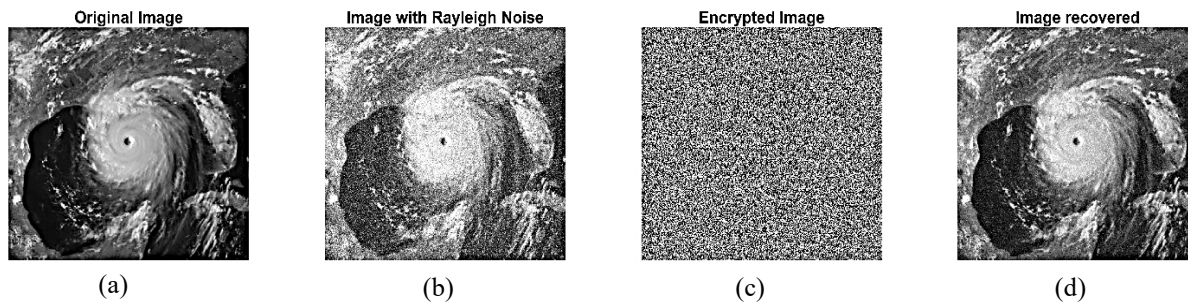 Original Image
Image with Rayleigh Noise
Encrypted Image
Image recovered
(a)
(b)
(c)
(d)